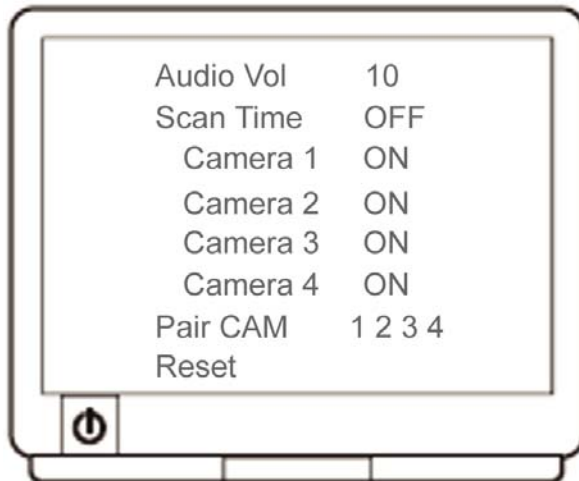 Audio Vol 10
Scan Time OFF
Camera 1 ON
Camera 2 ON
Camera 3 ON
Camera 4 ON
Pair CAM 1 2 3 4
Reset